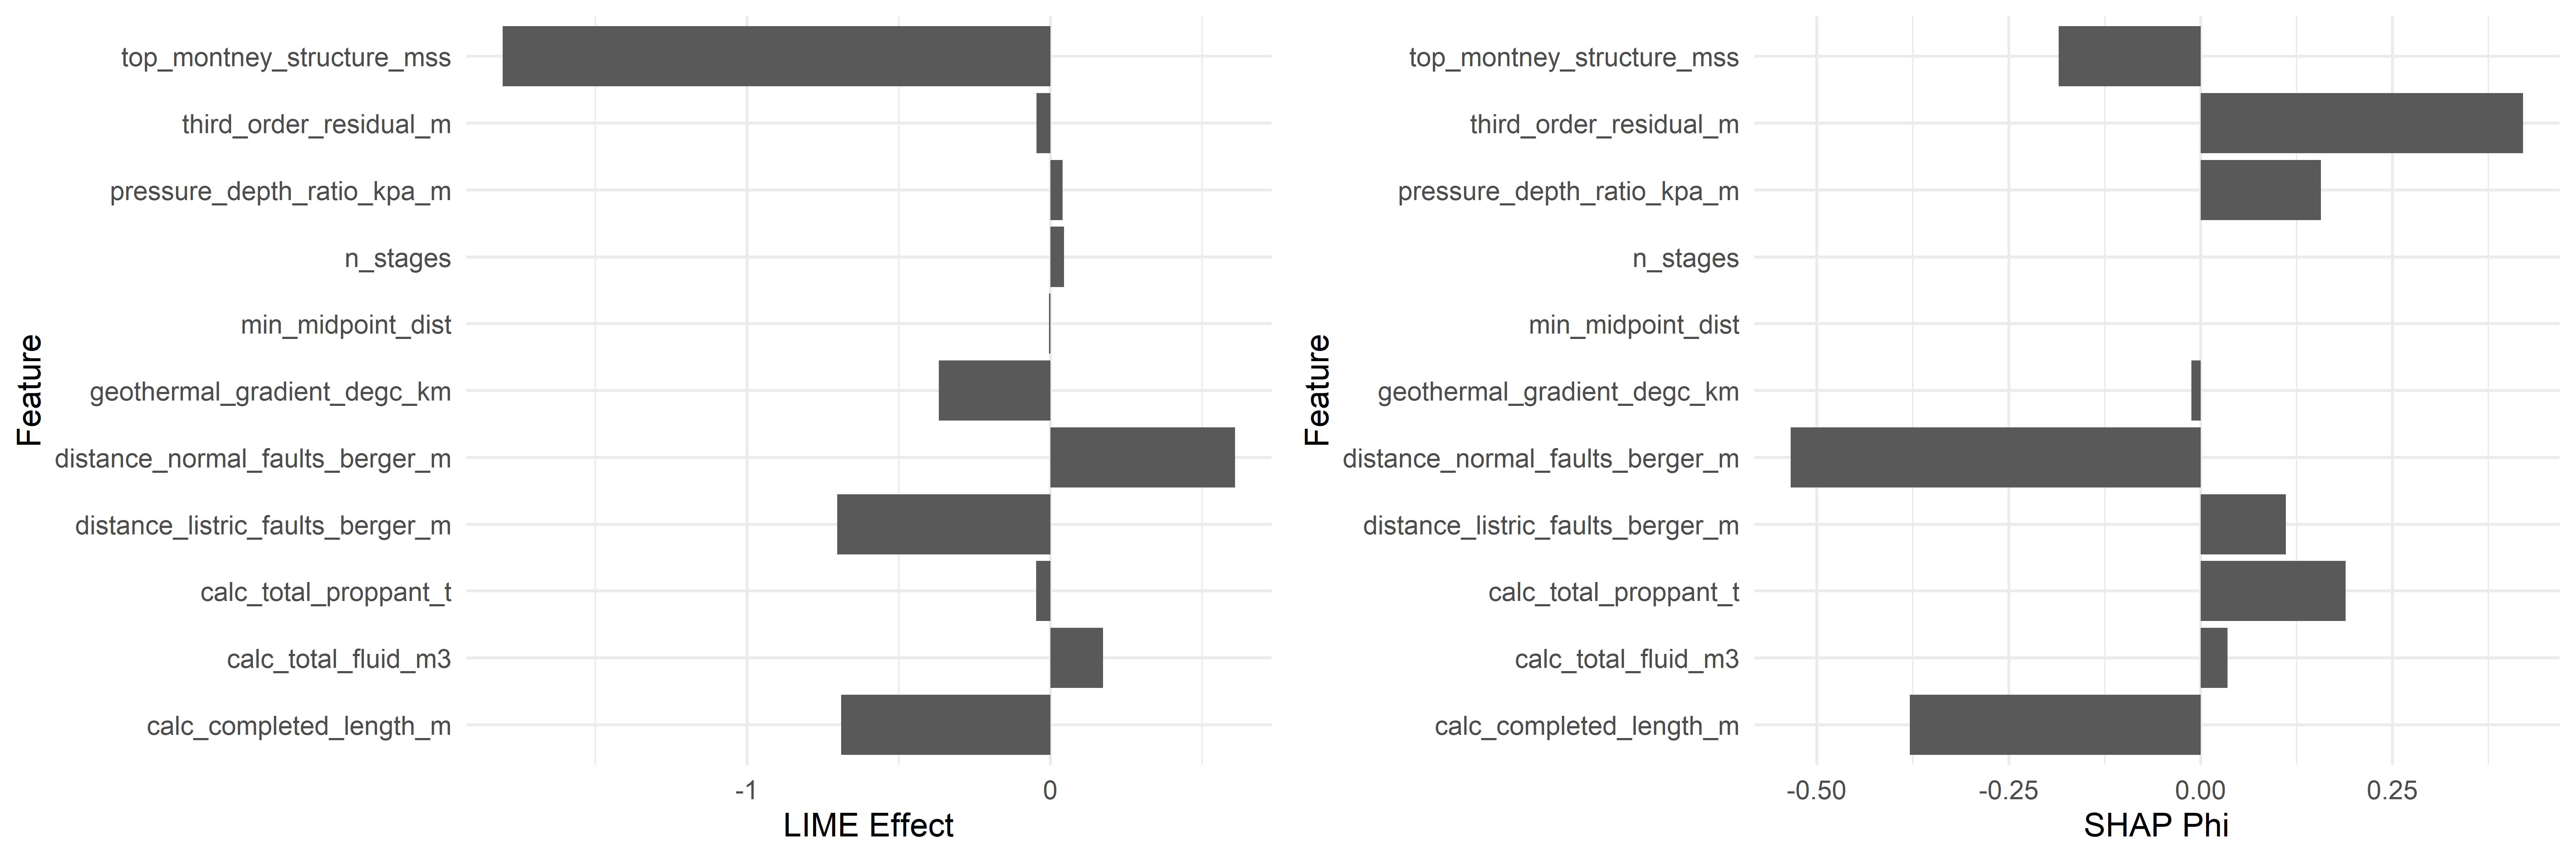 Feature
top_montney_structure_mss
third_order_residual_m
pressure_depth_ratio_kpa_m
n_stages
min_midpoint_dist
geothermal_gradient_degc_km
distance_normal_faults_berger_m
distance_listric_faults_berger_m
calc_total_proppant_t
calc_total_fluid_m3
calc_completed_length_m
-1
0
LIME Effect
Feature
top_montney_structure_mss
third_order_residual_m
pressure_depth_ratio_kpa_m
n_stages
min_midpoint_dist
geothermal_gradient_degc_km
distance_normal_faults_berger_m
distance_listric_faults_berger_m
calc_total_proppant_t
calc_total_fluid_m3
calc_completed_length_m
-0.50
-0.25
0.00
0.25
SHAP Phi